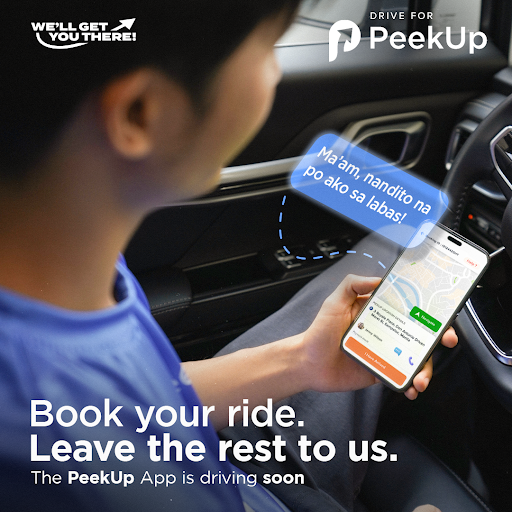 WE'LL GET
YOU THERE!
DRIVE FOR
PeekUp
Ma'am, nandito na
po ako sa labas!
Navigate
Book your ride.
Leave the rest to us.
The PeekUp App is driving soon